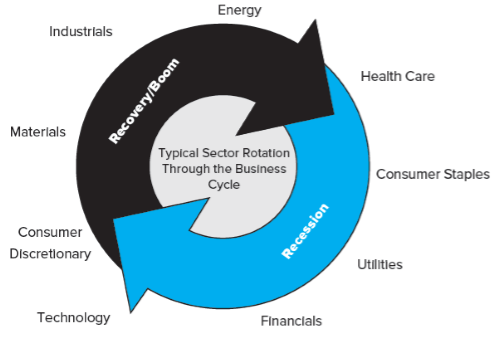 Energy
Industrials
Health Care
Recovery/Boom
Materials
Typical Sector Rotation
Through the Business
Cycle
Consumer Staples
Consumer
Discretionary
Recession
Utilities
Technology
Financials